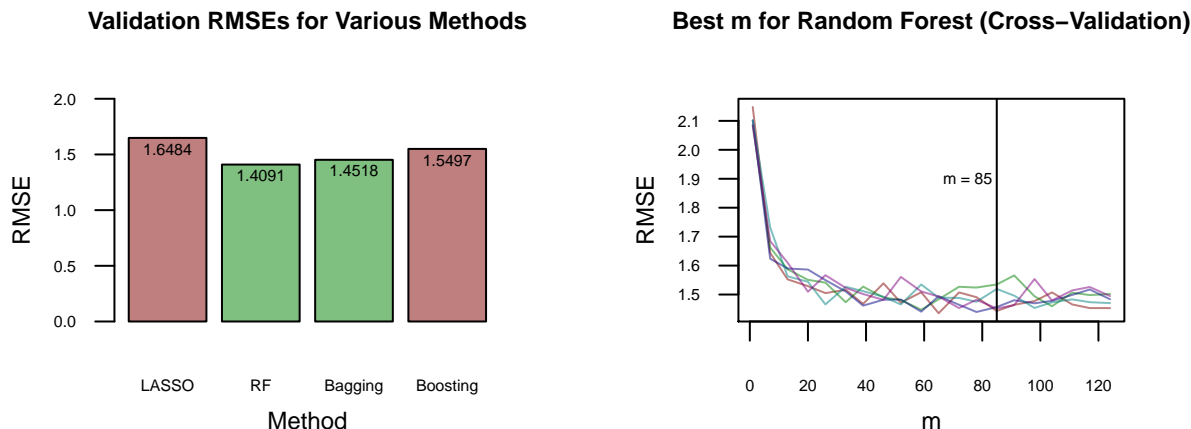 Validation RMSEs for Various Methods
RMSE
2.0
1.5
1.0
0.5
0.0
1.6484
1.4091
1.4518
1.5497
LASSO RF Bagging Boosting
Method
Best m for Random Forest (Cross−Validation)
RMSE
2.1
2.0
1.9
1.8
1.7
1.6
1.5
m = 85
0 20 40 60 80 100 120
m